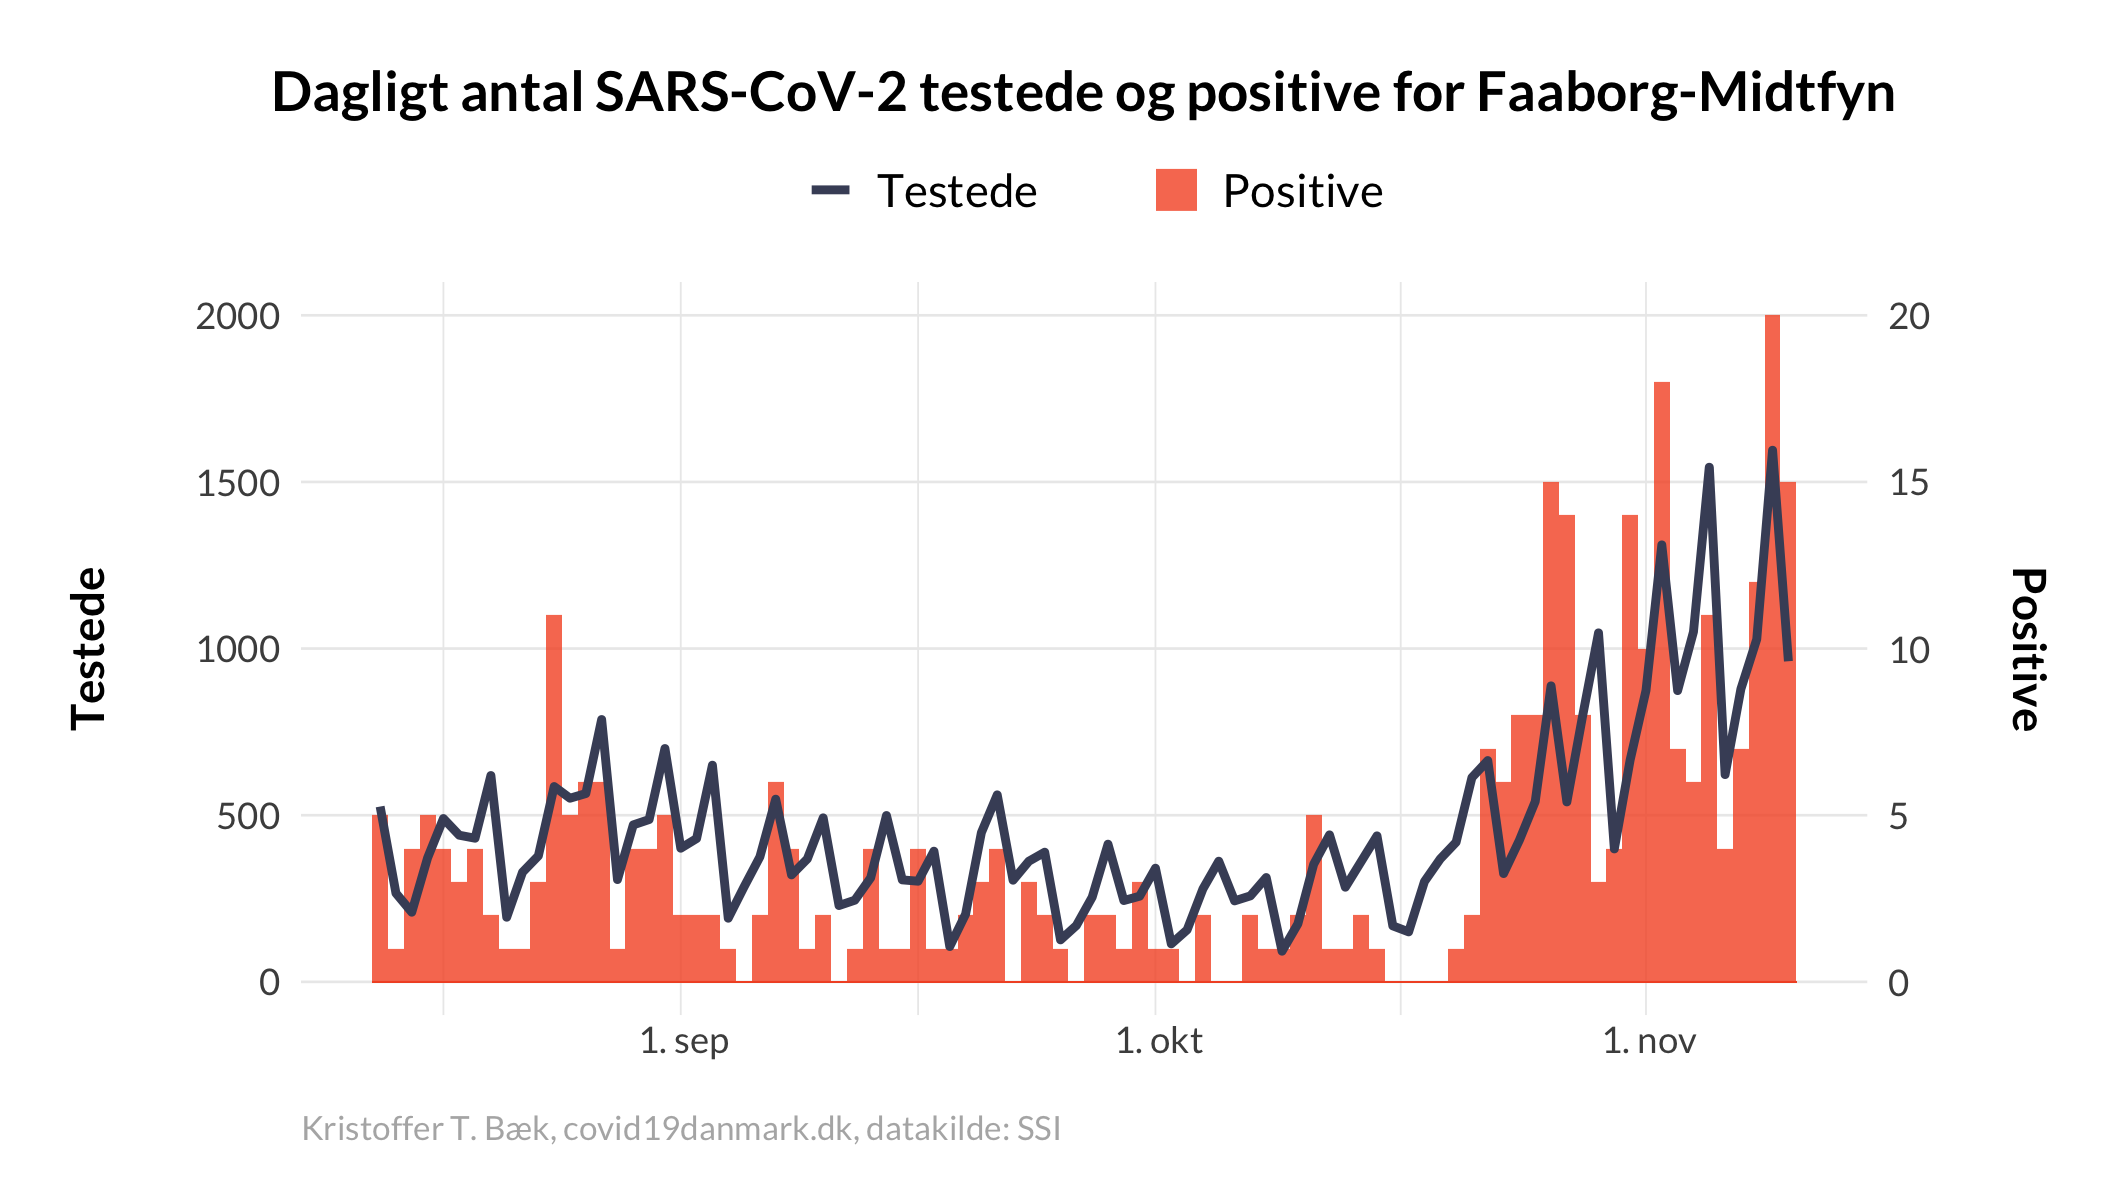 Dagligt antal SARS-CoV-2 testede og positive for Faaborg-Midtfyn
Testede Positive
2000 20
1500 15
1000 10
500 5
0 0
Testede
Positive
1. sep 1. okt 1. nov
Kristoffer T. Bæk, covid19danmark.dk, datakilde: SSI